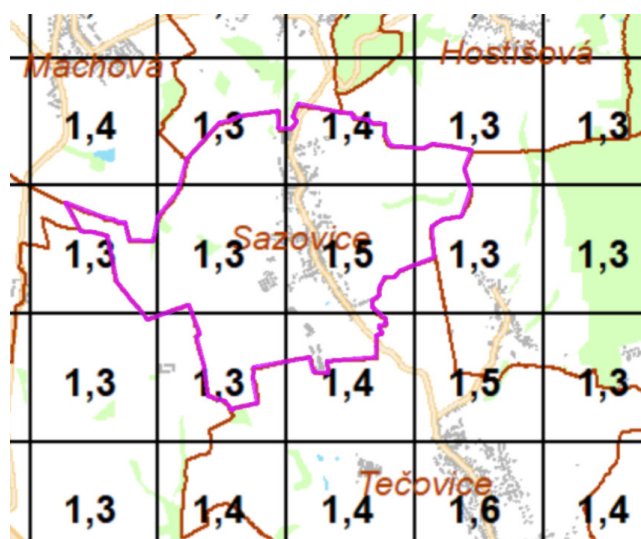 Machová
Hostišová
1,4 1,3 1,4 1,3 1,3
Sazovice
1,3 1,3 1,5 1,3 1,3
1,3 1,3 1,4 1,5 1,3
Tečovice
1,3 1,4 1,4 1,6 1,4